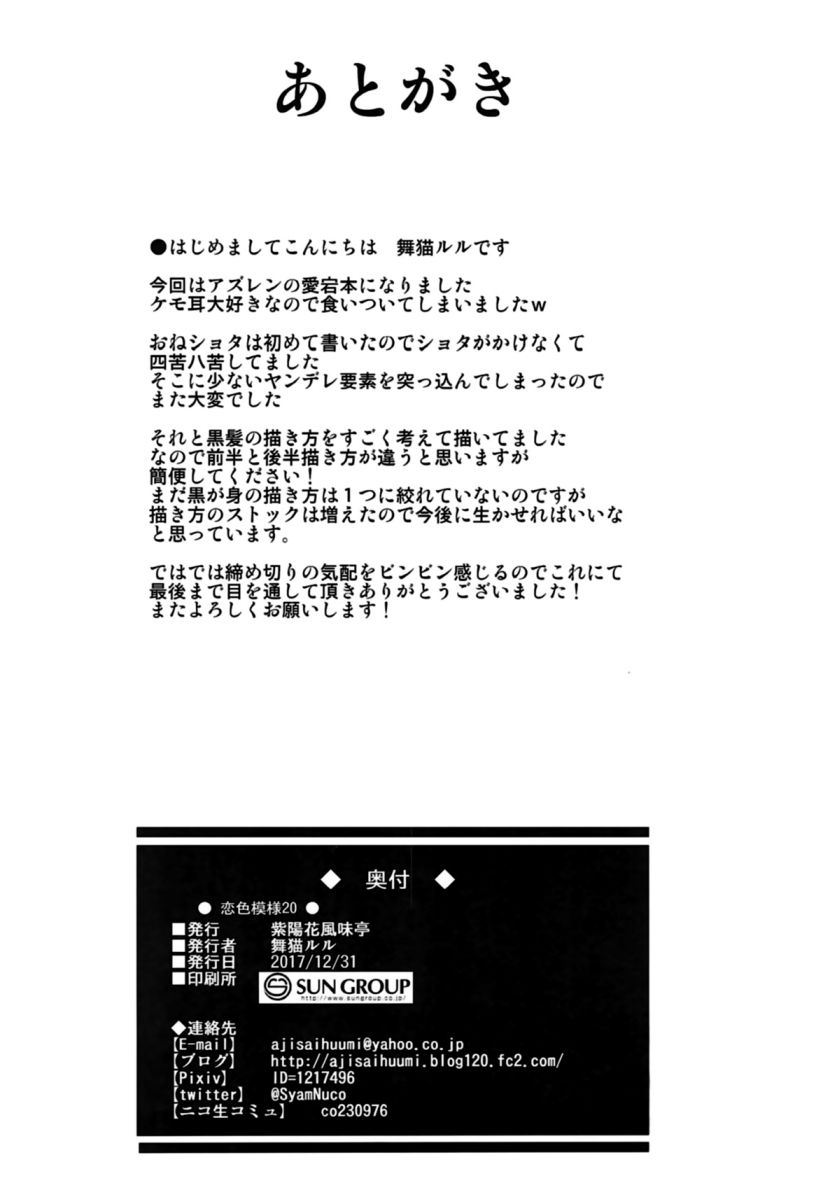 あとがき
●はじめましてこんにちは　舞猫ルルです
今回はアズレンの愛宕本になりました
ケモ耳大好きなので食いついてしまいましたｗ
おねショタは初めて書いたのでショタがかけなくて
四苦八苦してました
そこに少ないヤンデレ要素を突っ込んでしまったので
また大変でした
それと黒髪の描き方をすごく考えて描いてました
なので前半と後半描き方が違うと思いますが
簡便してください！
まだ黒が身の描き方は１つに絞れていないのですが
描き方のストックは増えたので今後に生かせればいいな
と思っています。
ではでは締め切りの気配をビンビン感じるのでこれにて
最後まで目を通して頂きありがとうございました！
またよろしくお願いします！
◆　奥付　◆
● 恋色模様20 ●
■発行　紫陽花風味亭
■発行者　舞猫ルル
■発行日　2017/12/31
■印刷所　SUN GROUP
http://www.sungroup.co.jp/
◆連絡先
【E-mail】　ajisaihuumi@yahoo.co.jp
【ブログ】　http://ajisaihuumi.blog120.fc2.com/
【Pixiv】　ID=1217496
【twitter】　@SyamNuco
【ニコ生コミュ】　co230976